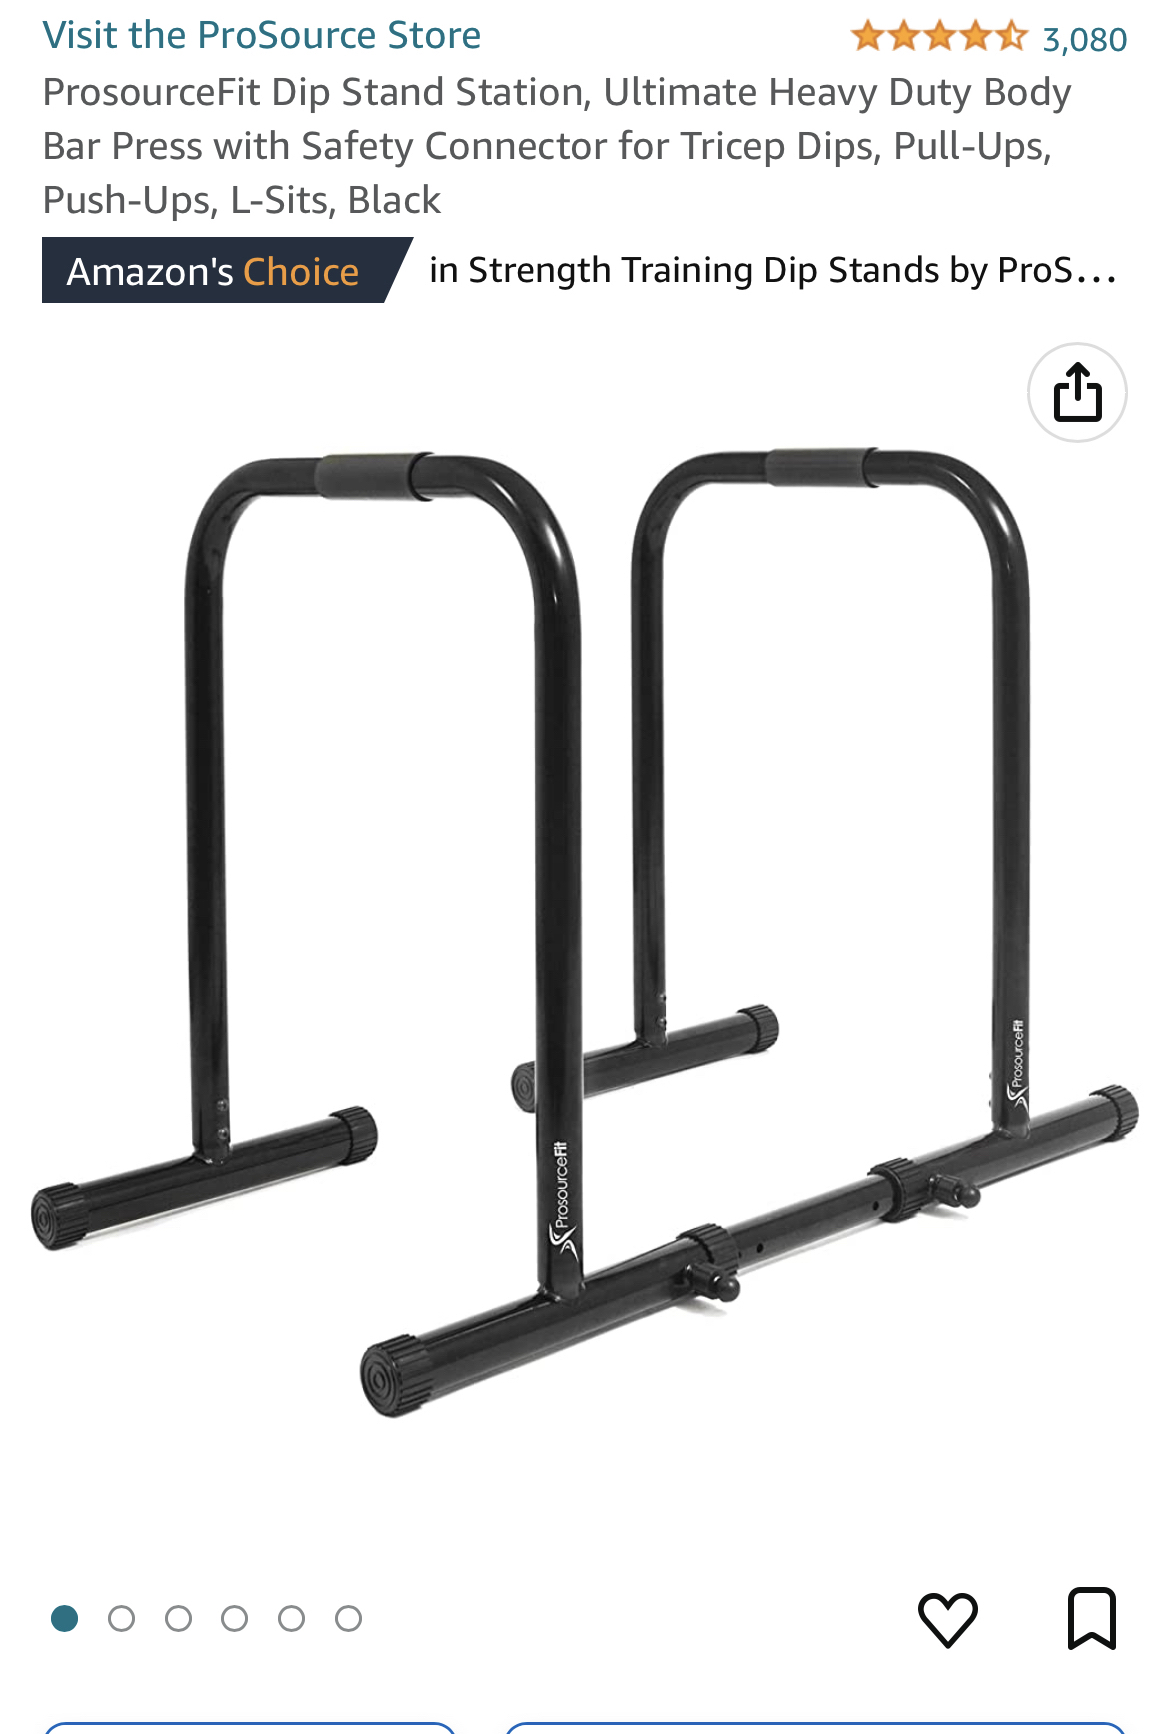 Visit the ProSource Store
3,080
ProsourceFit Dip Stand Station, Ultimate Heavy Duty Body
Bar Press with Safety Connector for Tricep Dips, Pull-Ups,
Push-Ups, L-Sits, Black
Amazon's Choice
in Strength Training Dip Stands by ProS...
ProsourceFit
ProsourceFit